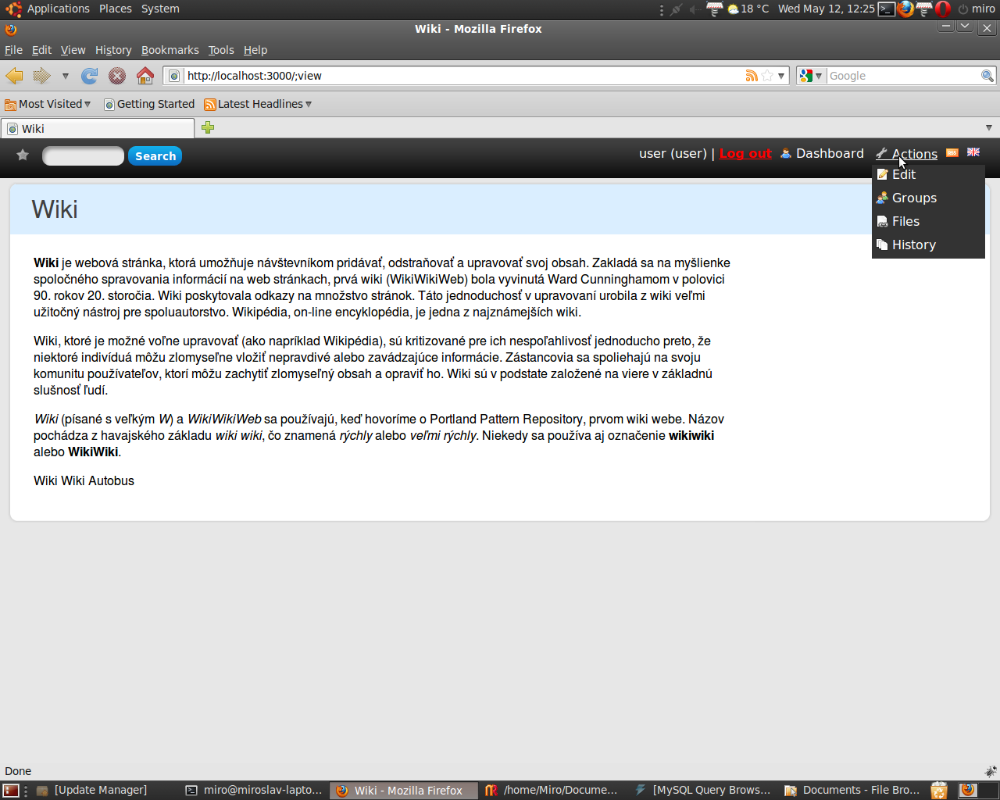 Applications Places System 18 °C Wed May 12, 12:25 miro
Wiki - Mozilla Firefox
File Edit View History Bookmarks Tools Help
http://localhost:3000/;view Google
Most Visited Getting Started Latest Headlines
Wiki
Search user (user) | Log out Dashboard Actions
Edit
Groups
Files
History
Wiki
Wiki je webová stránka, ktorá umožňuje návštevníkom pridávať, odstraňovať a upravovať svoj obsah. Zakladá sa na myšlienke
spoločného spravovania informácií na web stránkach, prvá wiki (WikiWikiWeb) bola vyvinutá Ward Cunninghamom v polovici
90. rokov 20. storočia. Wiki poskytovala odkazy na množstvo stránok. Táto jednoduchosť v upravovaní urobila z wiki veľmi
užitočný nástroj pre spoluautorstvo. Wikipédia, on-line encyklopédia, je jedna z najznámejších wiki.
Wiki, ktoré je možné voľne upravovať (ako napríklad Wikipédia), sú kritizované pre ich nespoľahlivosť jednoducho preto, že
niektoré indivíduá môžu zlomyseľne vložiť nepravdivé alebo zavádzajúce informácie. Zástancovia sa spoliehajú na svoju
komunitu používateľov, ktorí môžu zachytiť zlomyseľný obsah a opraviť ho. Wiki sú v podstate založené na viere v základnú
slušnosť ľudí.
Wiki (písané s veľkým W) a WikiWikiWeb sa používajú, keď hovoríme o Portland Pattern Repository, prvom wiki webe. Názov
pochádza z havajského základu wiki wiki, čo znamená rýchly alebo veľmi rýchly. Niekedy sa používa aj označenie wikiwiki
alebo WikiWiki.
Wiki Wiki Autobus
Done
[Update Manager] miro@miroslav-lapto... Wiki - Mozilla Firefox /home/Miro/Docume... [MySQL Query Brows... Documents - File Bro...